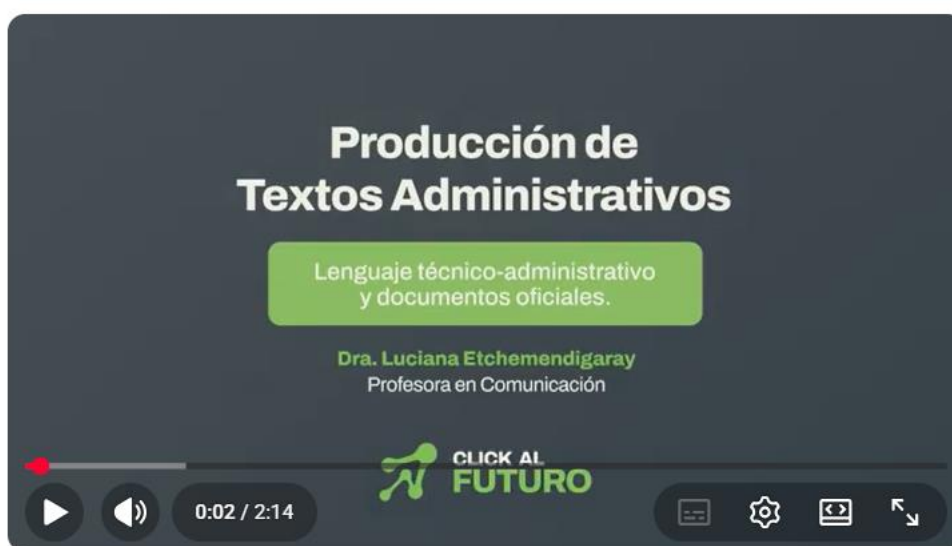 Producción de
Textos Administrativos
Lenguaje técnico-administrativo
y documentos oficiales.
Dra. Luciana Etchemendigaray
Profesora en Comunicación
CLICK AL
FUTURO
0:02 / 2:14